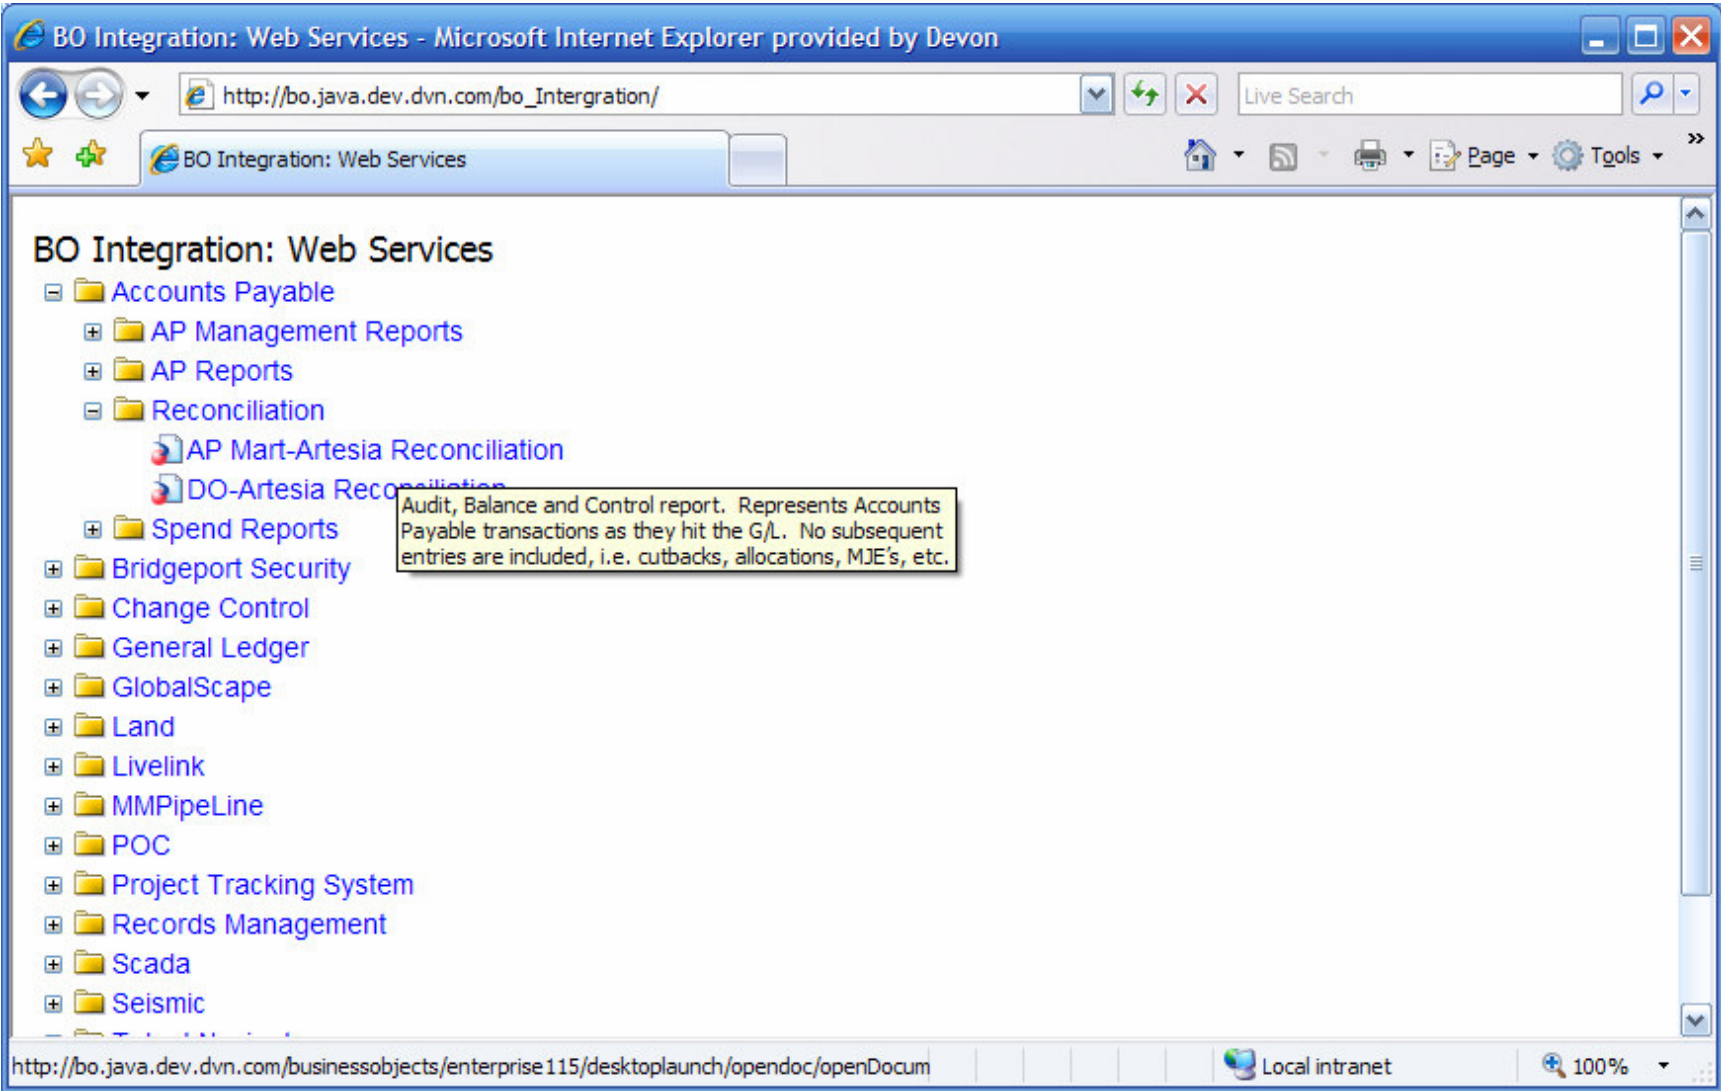 BO Integration: Web Services - Microsoft Internet Explorer provided by Devon
http://bo.java.dev.dvn.com/bo_Intergration/
Live Search
BO Integration: Web Services
Page
Tools
»
BO Integration: Web Services
Accounts Payable
AP Management Reports
AP Reports
Reconciliation
AP Mart-Artesia Reconciliation
DO-Artesia Reconciliation
Audit, Balance and Control report. Represents Accounts
Payable transactions as they hit the G/L. No subsequent
entries are included, i.e. cutbacks, allocations, MJE's, etc.
Spend Reports
Bridgeport Security
Change Control
General Ledger
GlobalScape
Land
Livelink
MMPipeLine
POC
Project Tracking System
Records Management
Scada
Seismic
http://bo.java.dev.dvn.com/businessobjects/enterprise115/desktoplaunch/opendoc/openDocum
Local intranet
100%